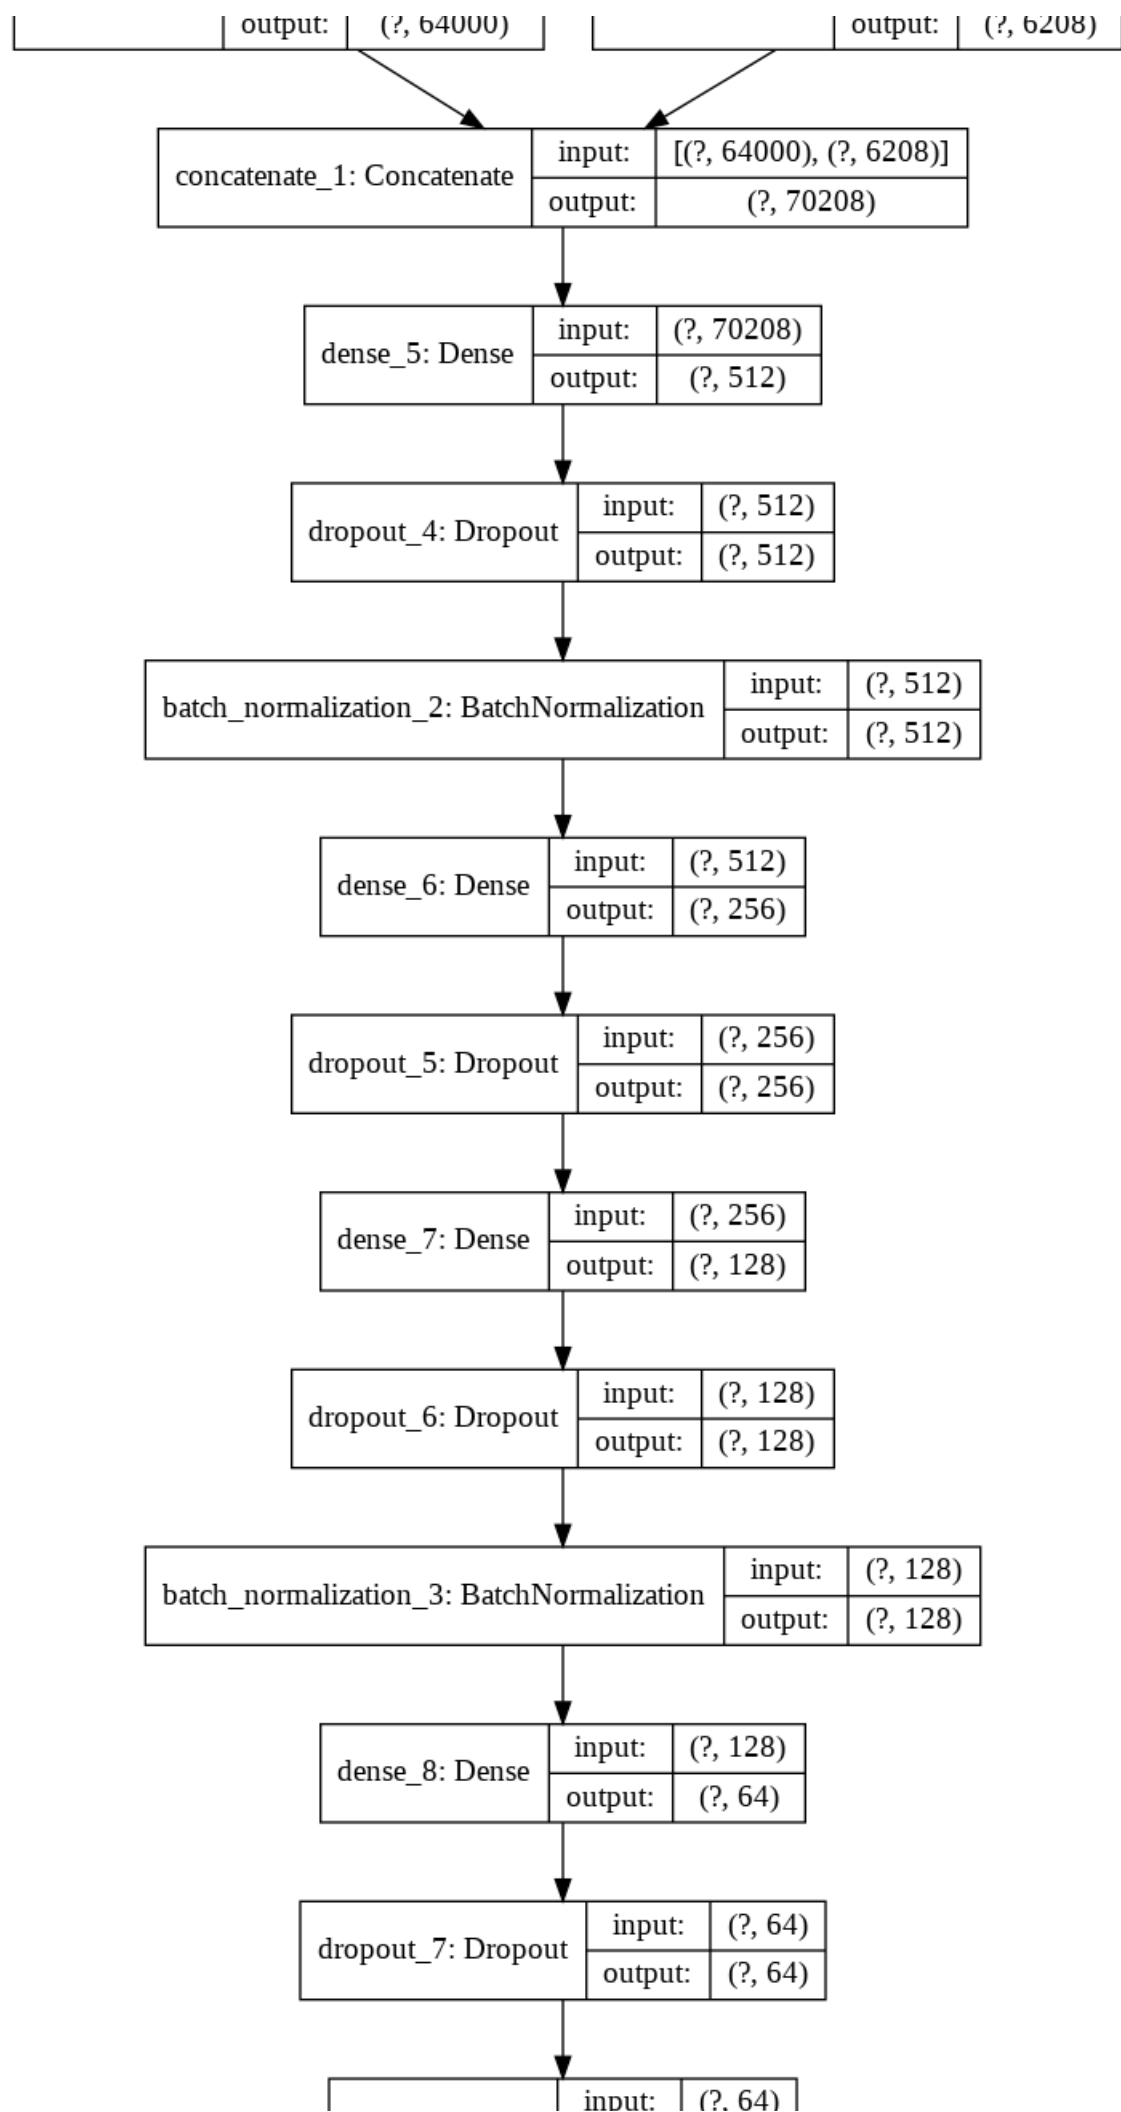 output: (?, 64000) output: (?, 6208)
input: [(?, 64000), (?, 6208)]
concatenate_1: Concatenate
output: (?, 70208)
input: (?, 70208)
dense_5: Dense
output: (?, 512)
input: (?, 512)
dropout_4: Dropout
output: (?, 512)
input: (?, 512)
batch_normalization_2: BatchNormalization
output: (?, 512)
input: (?, 512)
dense_6: Dense
output: (?, 256)
input: (?, 256)
dropout_5: Dropout
output: (?, 256)
input: (?, 256)
dense_7: Dense
output: (?, 128)
input: (?, 128)
dropout_6: Dropout
output: (?, 128)
input: (?, 128)
batch_normalization_3: BatchNormalization
output: (?, 128)
input: (?, 128)
dense_8: Dense
output: (?, 64)
input: (?, 64)
dropout_7: Dropout
output: (?, 64)
input: (?, 64)